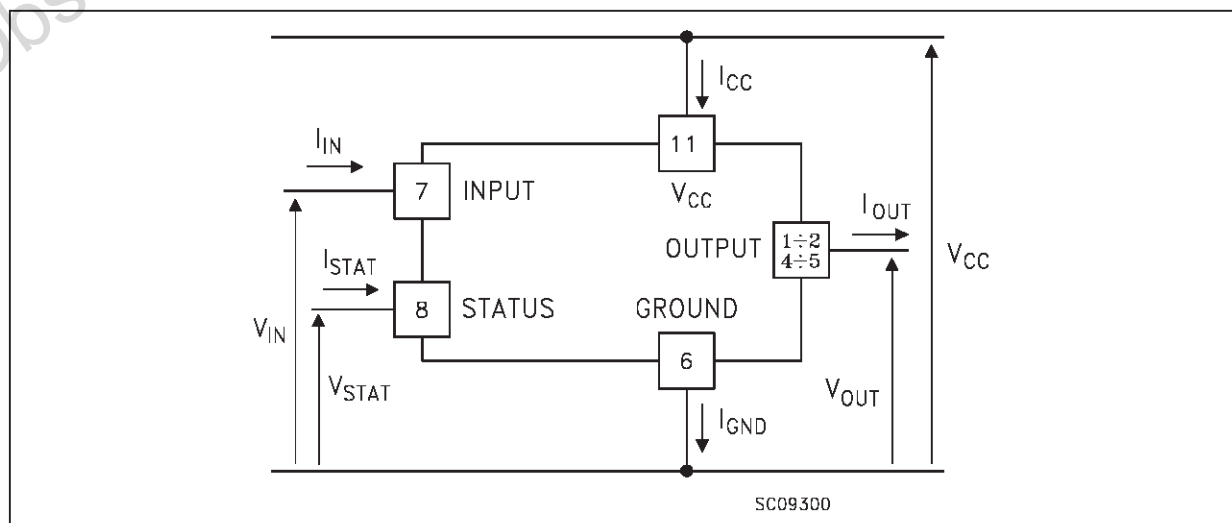 obs
I_CC
11
V_CC
I_IN
7 INPUT
I_STAT
8 STATUS
OUTPUT
1÷2
4÷5
I_OUT
V_CC
GROUND
6
V_IN
V_STAT
V_OUT
I_GND
SC09300